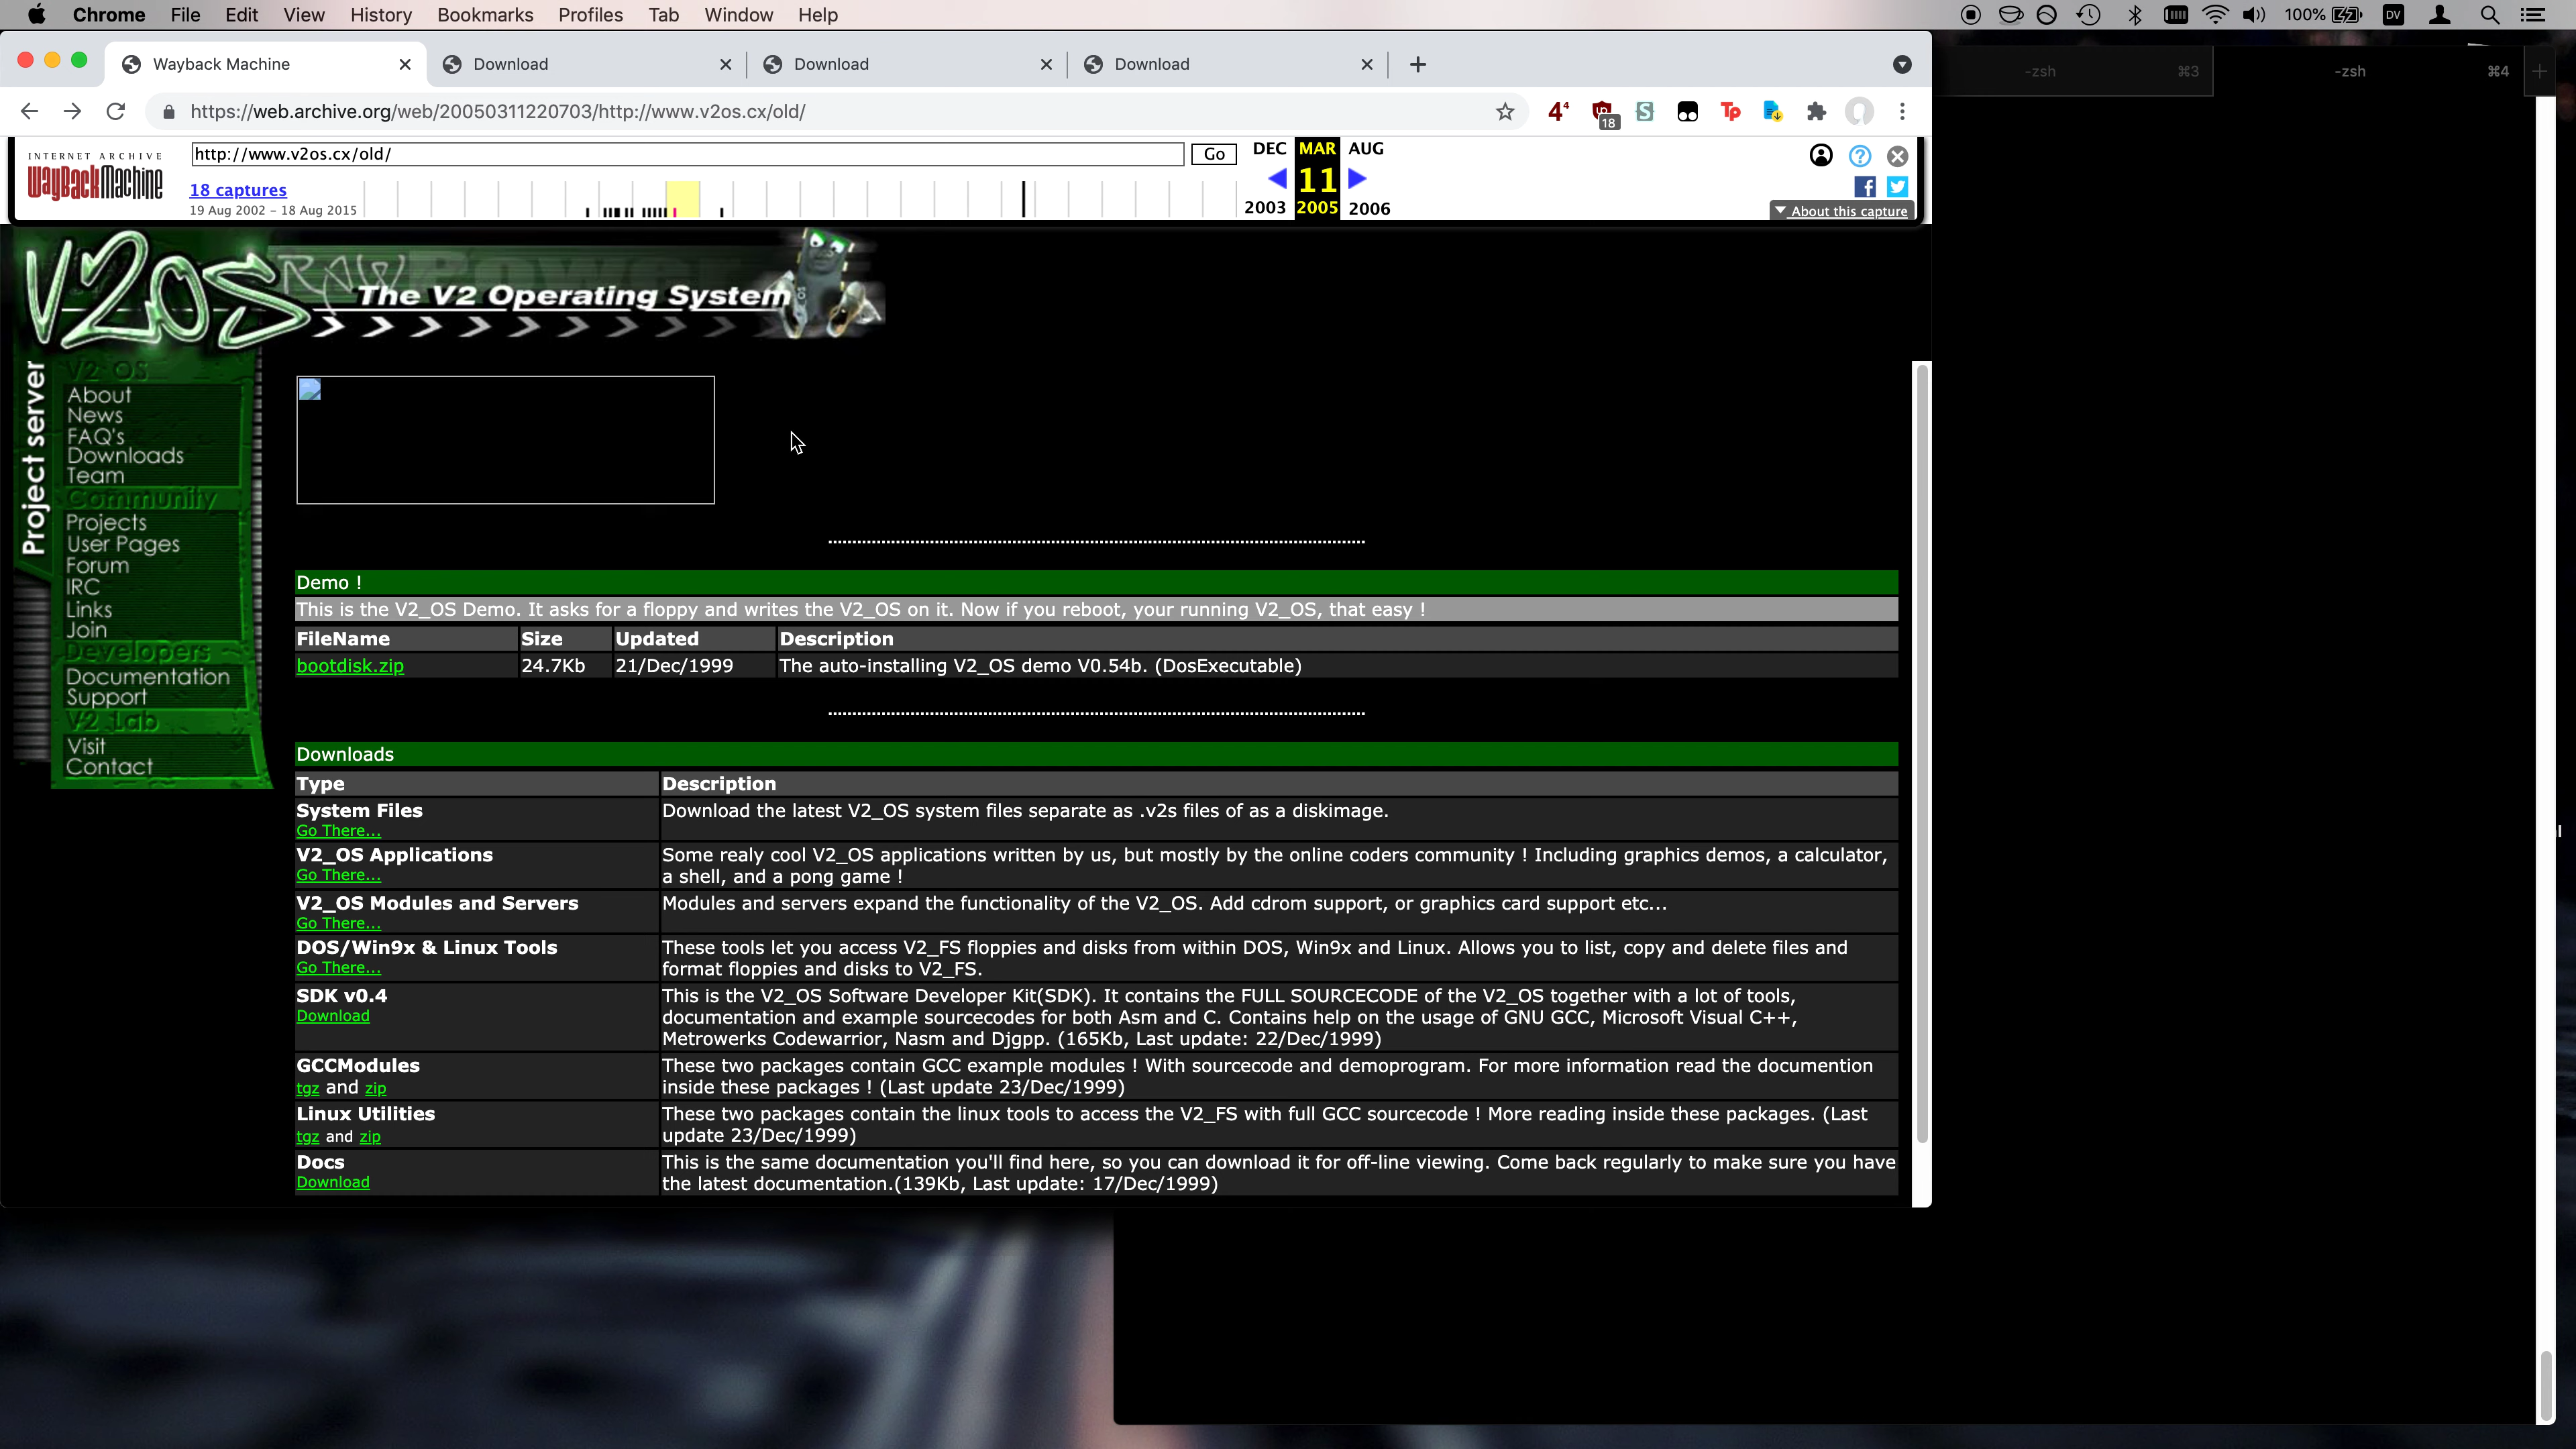 Chrome File Edit View History Bookmarks Profiles Tab Window Help 100% DV
Wayback Machine Download Download Download
-zsh ⌘3 -zsh ⌘4
https://web.archive.org/web/20050311220703/http://www.v2os.cx/old/
18
INTERNET ARCHIVE
WayBackMachine
http://www.v2os.cx/old/ Go
DEC MAR AUG
18 captures
11
19 Aug 2002 – 18 Aug 2015
2003 2005 2006
About this capture
V2OS RAW Power
The V2 Operating System
Project server
V2_OS
About
News
FAQ's
Downloads
Team
Community
Projects
User Pages
Forum
IRC
Links
Join
Developers
Documentation
Support
V2_Lab
Visit
Contact
Demo !
This is the V2_OS Demo. It asks for a floppy and writes the V2_OS on it. Now if you reboot, your running V2_OS, that easy !
FileName Size Updated Description
bootdisk.zip 24.7Kb 21/Dec/1999 The auto-installing V2_OS demo V0.54b. (DosExecutable)
Downloads
Type Description
System Files
Go There...
Download the latest V2_OS system files separate as .v2s files of as a diskimage.
V2_OS Applications
Go There...
Some realy cool V2_OS applications written by us, but mostly by the online coders community ! Including graphics demos, a calculator,
a shell, and a pong game !
V2_OS Modules and Servers
Go There...
Modules and servers expand the functionality of the V2_OS. Add cdrom support, or graphics card support etc...
DOS/Win9x & Linux Tools
Go There...
These tools let you access V2_FS floppies and disks from within DOS, Win9x and Linux. Allows you to list, copy and delete files and
format floppies and disks to V2_FS.
SDK v0.4
Download
This is the V2_OS Software Developer Kit(SDK). It contains the FULL SOURCECODE of the V2_OS together with a lot of tools,
documentation and example sourcecodes for both Asm and C. Contains help on the usage of GNU GCC, Microsoft Visual C++,
Metrowerks Codewarrior, Nasm and Djgpp. (165Kb, Last update: 22/Dec/1999)
GCCModules
tgz and zip
These two packages contain GCC example modules ! With sourcecode and demoprogram. For more information read the documention
inside these packages ! (Last update 23/Dec/1999)
Linux Utilities
tgz and zip
These two packages contain the linux tools to access the V2_FS with full GCC sourcecode ! More reading inside these packages. (Last
update 23/Dec/1999)
Docs
Download
This is the same documentation you'll find here, so you can download it for off-line viewing. Come back regularly to make sure you have
the latest documentation.(139Kb, Last update: 17/Dec/1999)